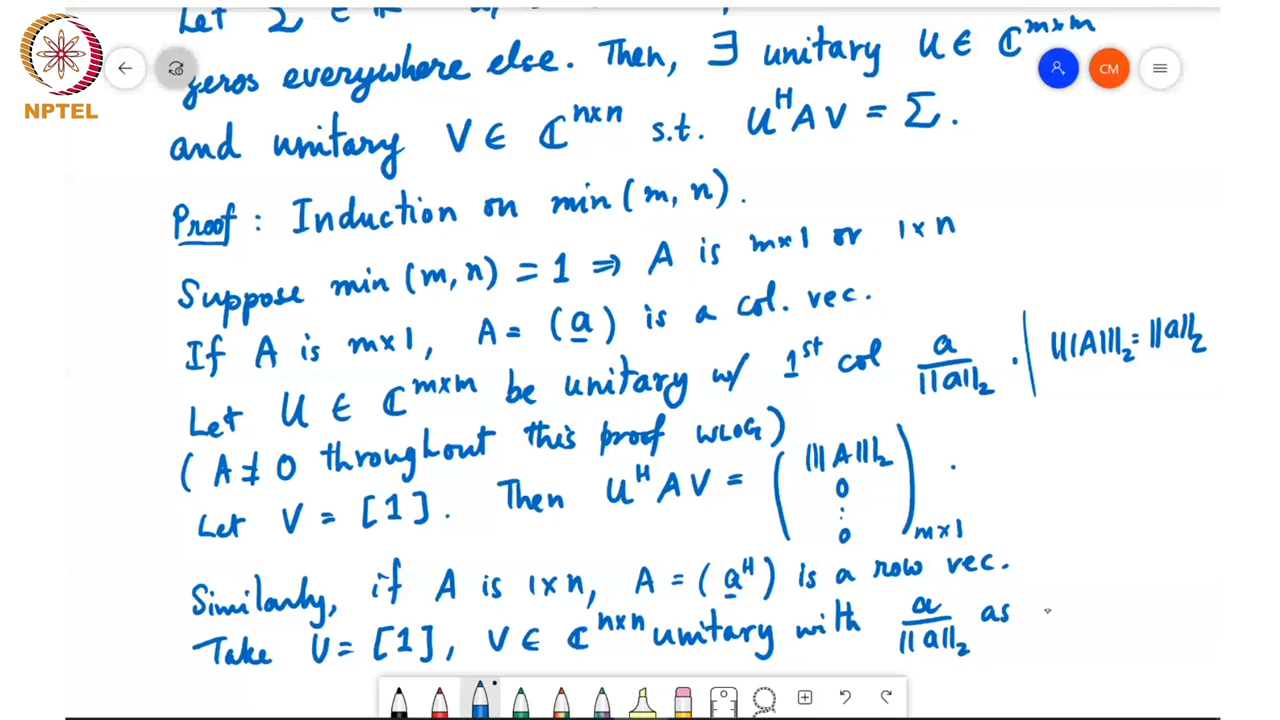 Let Σ ∈
zeros everywhere else. Then, ∃ unitary U ∈ ℂ^{m×m}
and unitary V ∈ ℂ^{n×n} s.t. U^H A V = Σ.
Proof : Induction on min(m, n).
Suppose min(m, n) = 1 ⇒ A is m×1 or 1×n
If A is m×1, A = (a) is a col. vec.
Let U ∈ ℂ^{m×m} be unitary w/ 1st col a/||a||₂ . | |||A|||₂ = ||a||₂
(A ≠ 0 throughout this proof WLOG)
Let V = [1]. Then U^H A V = (|||A|||₂ 0 ⋮ 0)_{m×1} .
Similarly, if A is 1×n, A = (a^H) is a row vec.
Take U = [1], V ∈ ℂ^{n×n} unitary with a/||a||₂ as
NPTEL
CM